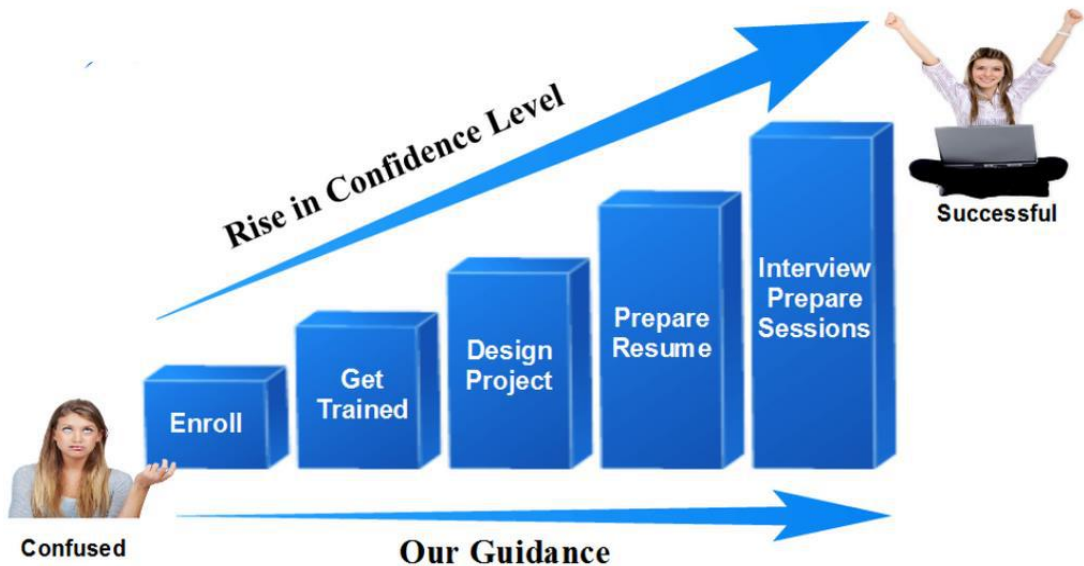 Rise in Confidence Level
Successful
Enroll
Get
Trained
Design
Project
Prepare
Resume
Interview
Prepare
Sessions
Confused
Our Guidance